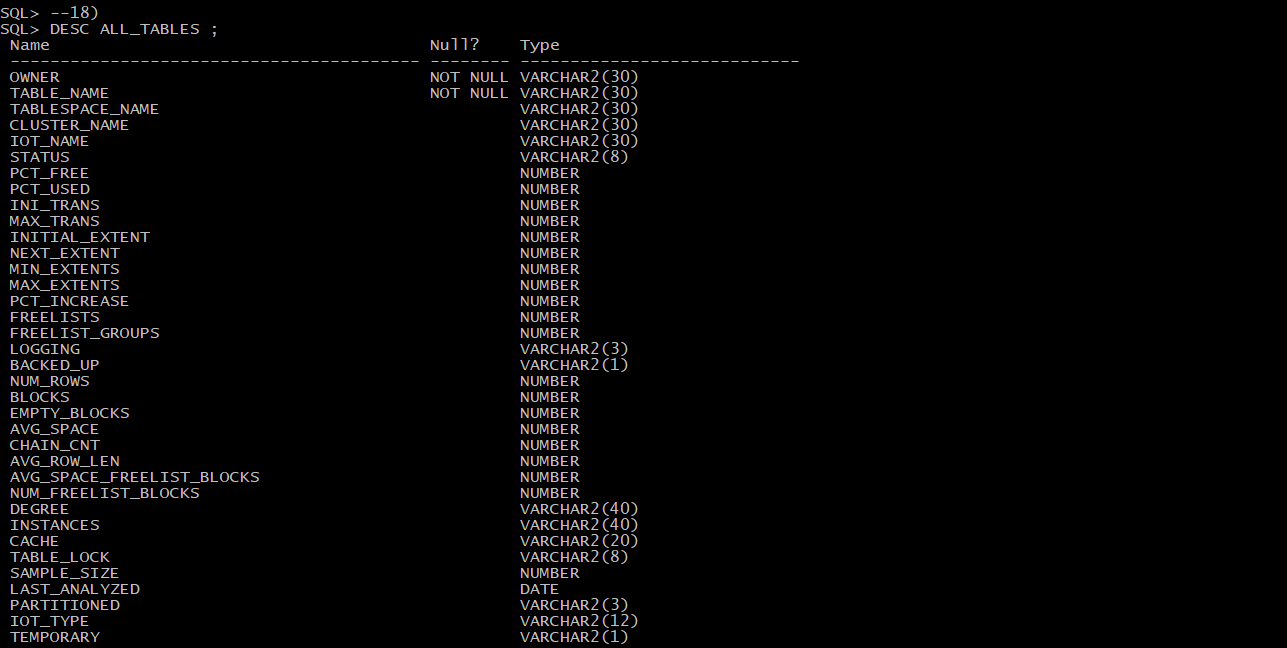 SQL> --18)
SQL> DESC ALL_TABLES ;
 Name                                      Null?    Type
 ----------------------------------------- -------- ----------------------------
 OWNER                                     NOT NULL VARCHAR2(30)
 TABLE_NAME                                NOT NULL VARCHAR2(30)
 TABLESPACE_NAME                                    VARCHAR2(30)
 CLUSTER_NAME                                       VARCHAR2(30)
 IOT_NAME                                           VARCHAR2(30)
 STATUS                                             VARCHAR2(8)
 PCT_FREE                                           NUMBER
 PCT_USED                                           NUMBER
 INI_TRANS                                          NUMBER
 MAX_TRANS                                          NUMBER
 INITIAL_EXTENT                                     NUMBER
 NEXT_EXTENT                                        NUMBER
 MIN_EXTENTS                                        NUMBER
 MAX_EXTENTS                                        NUMBER
 PCT_INCREASE                                       NUMBER
 FREELISTS                                          NUMBER
 FREELIST_GROUPS                                    NUMBER
 LOGGING                                            VARCHAR2(3)
 BACKED_UP                                          VARCHAR2(1)
 NUM_ROWS                                           NUMBER
 BLOCKS                                             NUMBER
 EMPTY_BLOCKS                                       NUMBER
 AVG_SPACE                                          NUMBER
 CHAIN_CNT                                          NUMBER
 AVG_ROW_LEN                                        NUMBER
 AVG_SPACE_FREELIST_BLOCKS                          NUMBER
 NUM_FREELIST_BLOCKS                                NUMBER
 DEGREE                                             VARCHAR2(40)
 INSTANCES                                          VARCHAR2(40)
 CACHE                                              VARCHAR2(20)
 TABLE_LOCK                                         VARCHAR2(8)
 SAMPLE_SIZE                                        NUMBER
 LAST_ANALYZED                                      DATE
 PARTITIONED                                        VARCHAR2(3)
 IOT_TYPE                                           VARCHAR2(12)
 TEMPORARY                                          VARCHAR2(1)